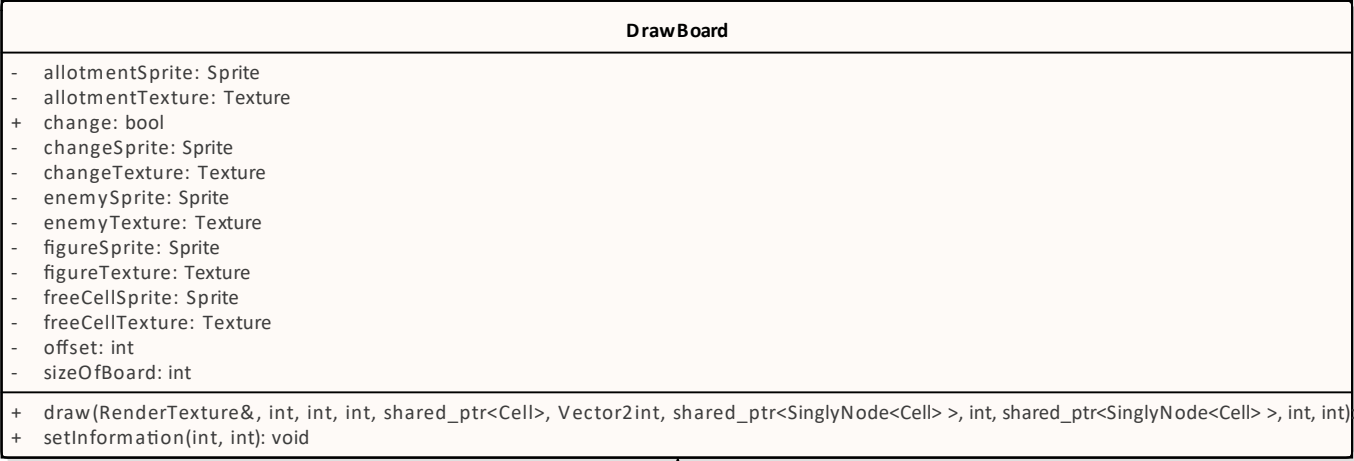 DrawBoard
- allotmentSprite: Sprite
- allotmentTexture: Texture
+ change: bool
- changeSprite: Sprite
- changeTexture: Texture
- enemySprite: Sprite
- enemyTexture: Texture
- figureSprite: Sprite
- figureTexture: Texture
- freeCellSprite: Sprite
- freeCellTexture: Texture
- offset: int
- sizeOfBoard: int
+ draw(RenderTexture&, int, int, int, shared_ptr<Cell>, Vector2int, shared_ptr<SinglyNode<Cell> >, int, shared_ptr<SinglyNode<Cell> >, int, int)
+ setInformation(int, int): void